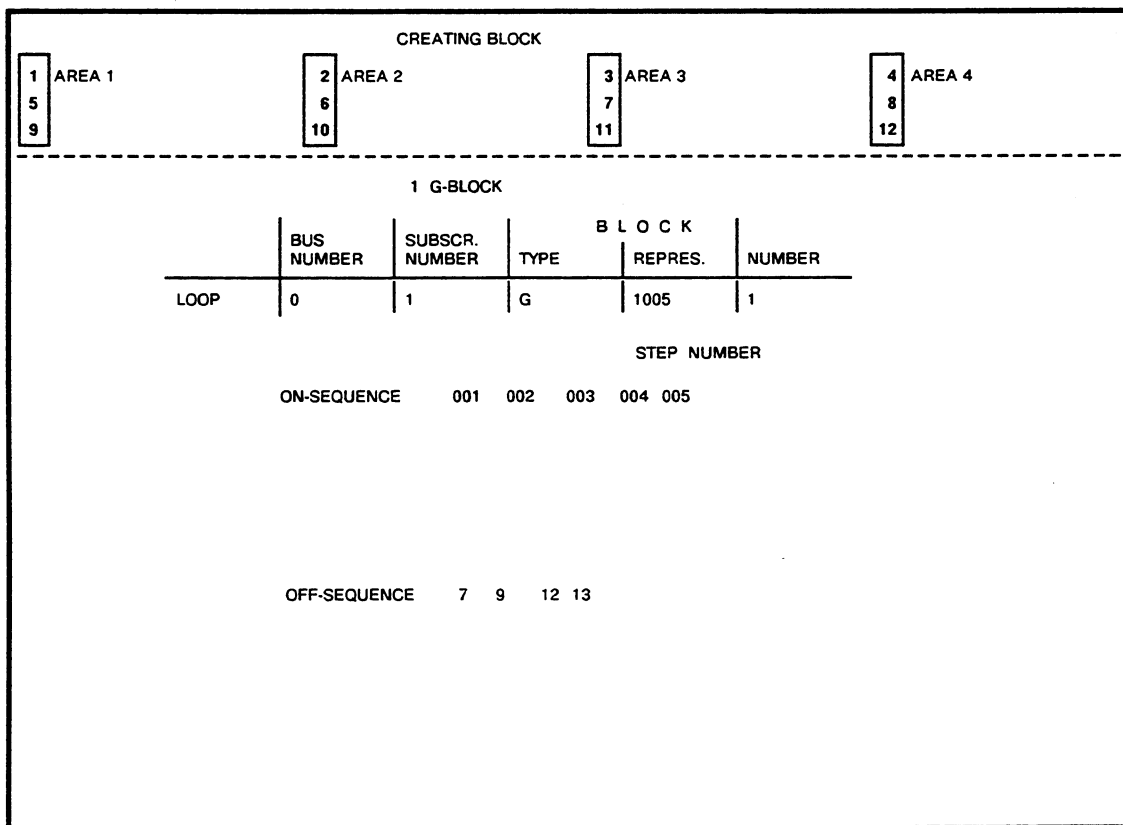 CREATING BLOCK
1 AREA 1 2 AREA 2 3 AREA 3 4 AREA 4
5 6 7 8
9 10 11 12
1 G-BLOCK
B L O C K
BUS SUBSCR.
NUMBER NUMBER TYPE REPRES. NUMBER
LOOP 0 1 G 1005 1
STEP NUMBER
ON-SEQUENCE 001 002 003 004 005
OFF-SEQUENCE 7 9 12 13